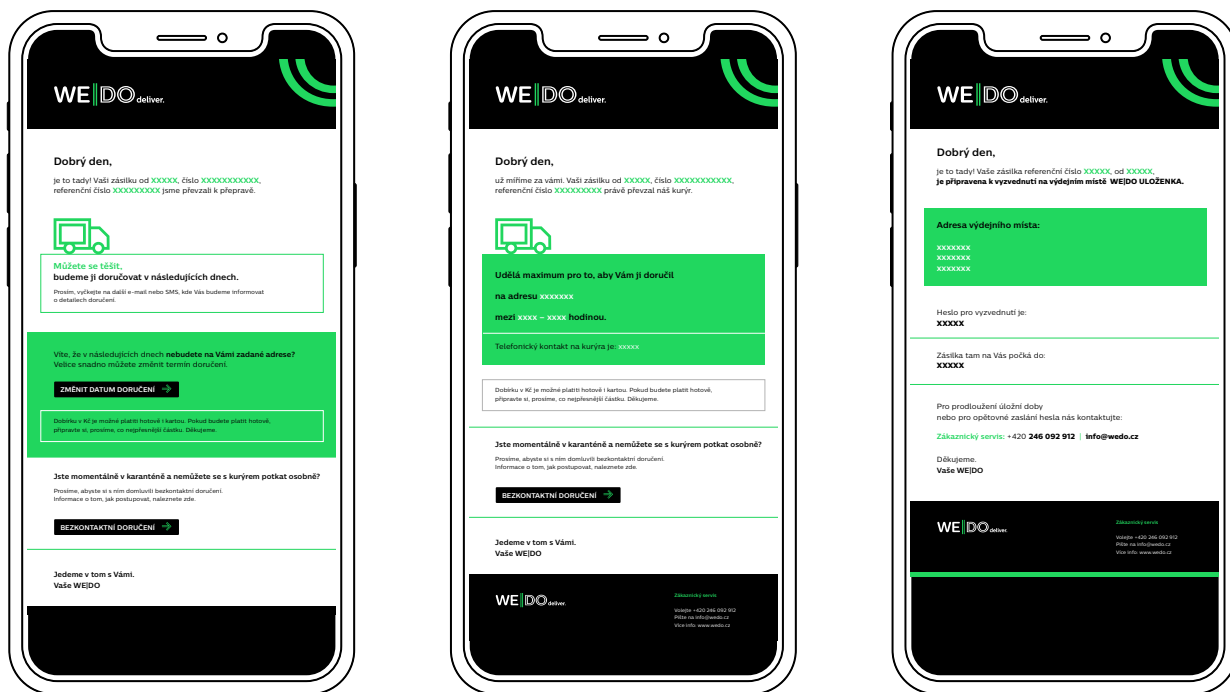 WE||DO deliver.
Dobrý den,
je to tady! Vaši zásilku od XXXXX, číslo XXXXXXXXXXX,
referenční číslo XXXXXXXXX jsme převzali k přepravě.
Můžete se těšit,
budeme ji doručovat v následujících dnech.
Prosím, vyčkejte na další e-mail nebo SMS, kde Vás budeme informovat
o detailech doručení.
Víte, že v následujících dnech nebudete na Vámi zadané adrese?
Velice snadno můžete změnit termín doručení.
ZMĚNIT DATUM DORUČENÍ
Dobírku v Kč je možné platiti hotově i kartou. Pokud budete platit hotově,
připravte si, prosíme, co nejpřesnější částku. Děkujeme.
Jste momentálně v karanténě a nemůžete se s kurýrem potkat osobně?
Prosíme, abyste si s ním domluvili bezkontaktní doručení.
Informace o tom, jak postupovat, naleznete zde.
BEZKONTAKTNÍ DORUČENÍ
Jedeme v tom s Vámi.
Vaše WE|DO
WE||DO deliver.
Dobrý den,
už míříme za vámi. Vaši zásilku od XXXXX, číslo XXXXXXXXXXX,
referenční číslo XXXXXXXXX právě převzal náš kurýr.
Udělá maximum pro to, aby Vám ji doručil
na adresu xxxxxxx
mezi xxxx – xxxx hodinou.
Telefonický kontakt na kurýra je: xxxxx
Dobírku v Kč je možné platiti hotově i kartou. Pokud budete platit hotově,
připravte si, prosíme, co nejpřesnější částku. Děkujeme.
Jste momentálně v karanténě a nemůžete se s kurýrem potkat osobně?
Prosíme, abyste si s ním domluvili bezkontaktní doručení.
Informace o tom, jak postupovat, naleznete zde.
BEZKONTAKTNÍ DORUČENÍ
Jedeme v tom s Vámi.
Vaše WE|DO
WE||DO deliver.
Zákaznický servis
Volejte +420 246 092 912
Pište na info@wedo.cz
Více info: www.wedo.cz
WE||DO deliver.
Dobrý den,
je to tady! Vaše zásilka referenční číslo XXXXX, od XXXXX,
je připravena k vyzvednutí na výdejním místě WE|DO ULOŽENKA.
Adresa výdejního místa:
xxxxxxx
xxxxxxx
xxxxxxx
Heslo pro vyzvednutí je:
xxxxx
Zásilka tam na Vás počká do:
xxxxx
Pro prodloužení úložní doby
nebo pro opětovné zaslání hesla nás kontaktujte:
Zákaznický servis: +420 246 092 912 | info@wedo.cz
Děkujeme.
Vaše WE|DO
WE||DO deliver.
Zákaznický servis
Volejte +420 246 092 912
Pište na info@wedo.cz
Více info: www.wedo.cz